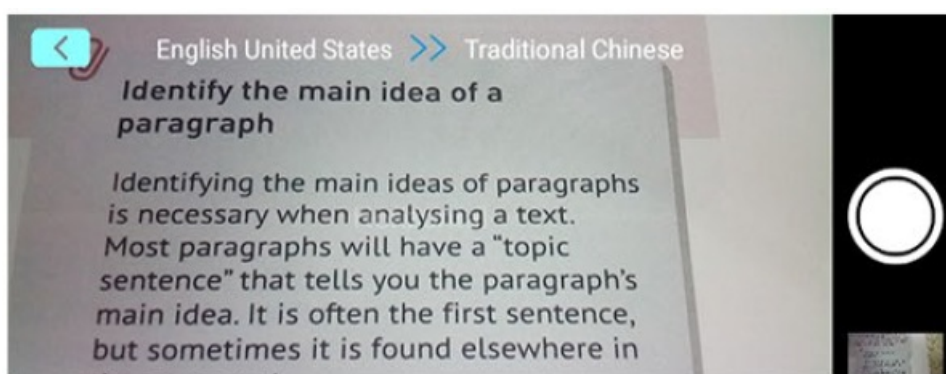 English United States >> Traditional Chinese
Identify the main idea of a
paragraph
Identifying the main ideas of paragraphs
is necessary when analysing a text.
Most paragraphs will have a “topic
sentence” that tells you the paragraph’s
main idea. It is often the first sentence,
but sometimes it is found elsewhere in